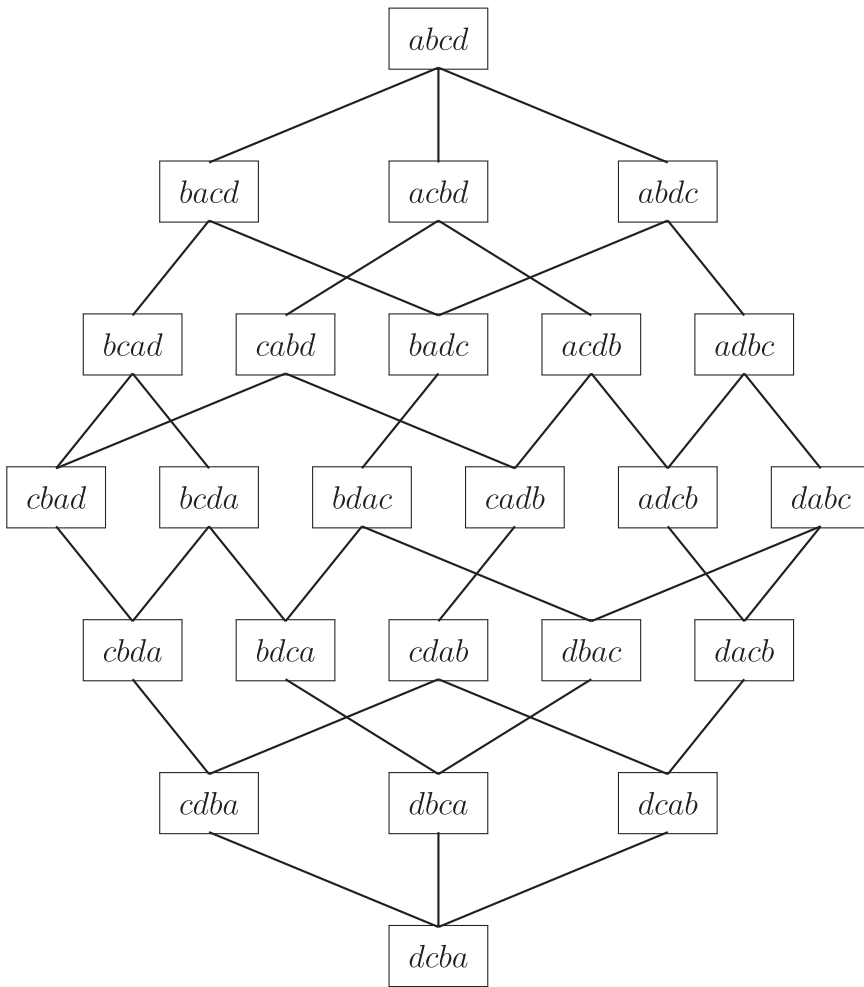 abcd
bacd acbd abdc
bcad cabd badc acdb adbc
cbad bcda bdac cadb adcb dabc
cbda bdca cdab dbac dacb
cdba dbca dcab
dcba